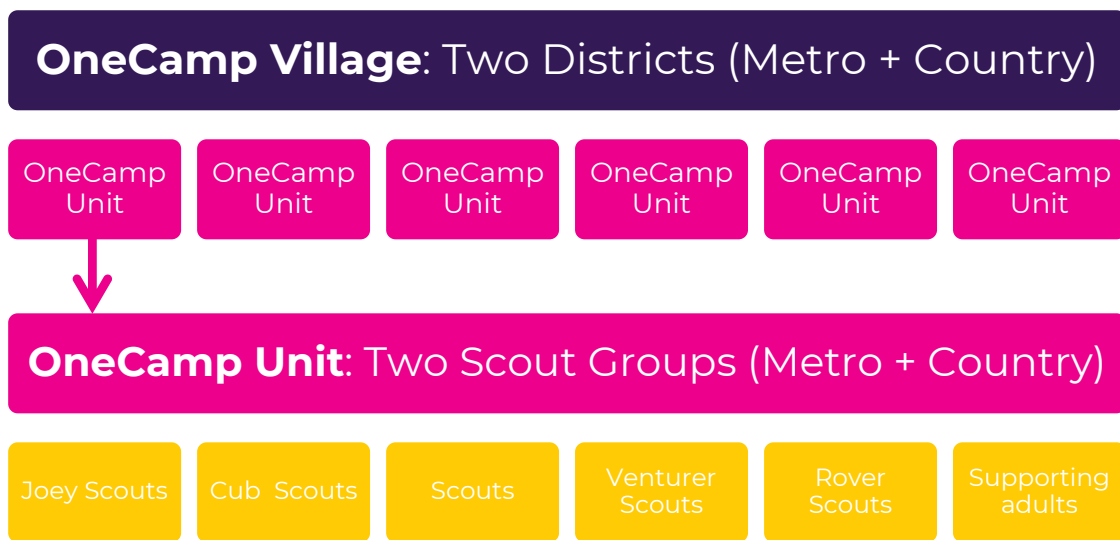 OneCamp Village: Two Districts (Metro + Country)
OneCamp
Unit
OneCamp
Unit
OneCamp
Unit
OneCamp
Unit
OneCamp
Unit
OneCamp
Unit
OneCamp Unit: Two Scout Groups (Metro + Country)
Joey Scouts
Cub Scouts
Scouts
Venturer
Scouts
Rover
Scouts
Supporting
adults